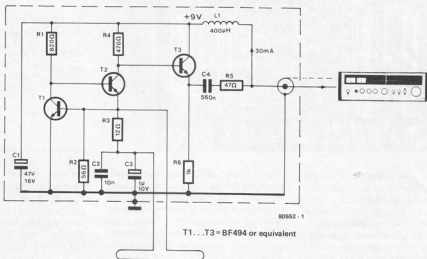 +9V
L1
400µH
R1
820Ω
R4
470Ω
T3
30mA
C4
560n
R5
47Ω
T2
T1
R3
12Ω
C1
47µ
16V
R2
56Ω
C2
10n
C3
1µ
10V
R6
1k
80552 - 1
T1...T3 = BF494 or equivalent